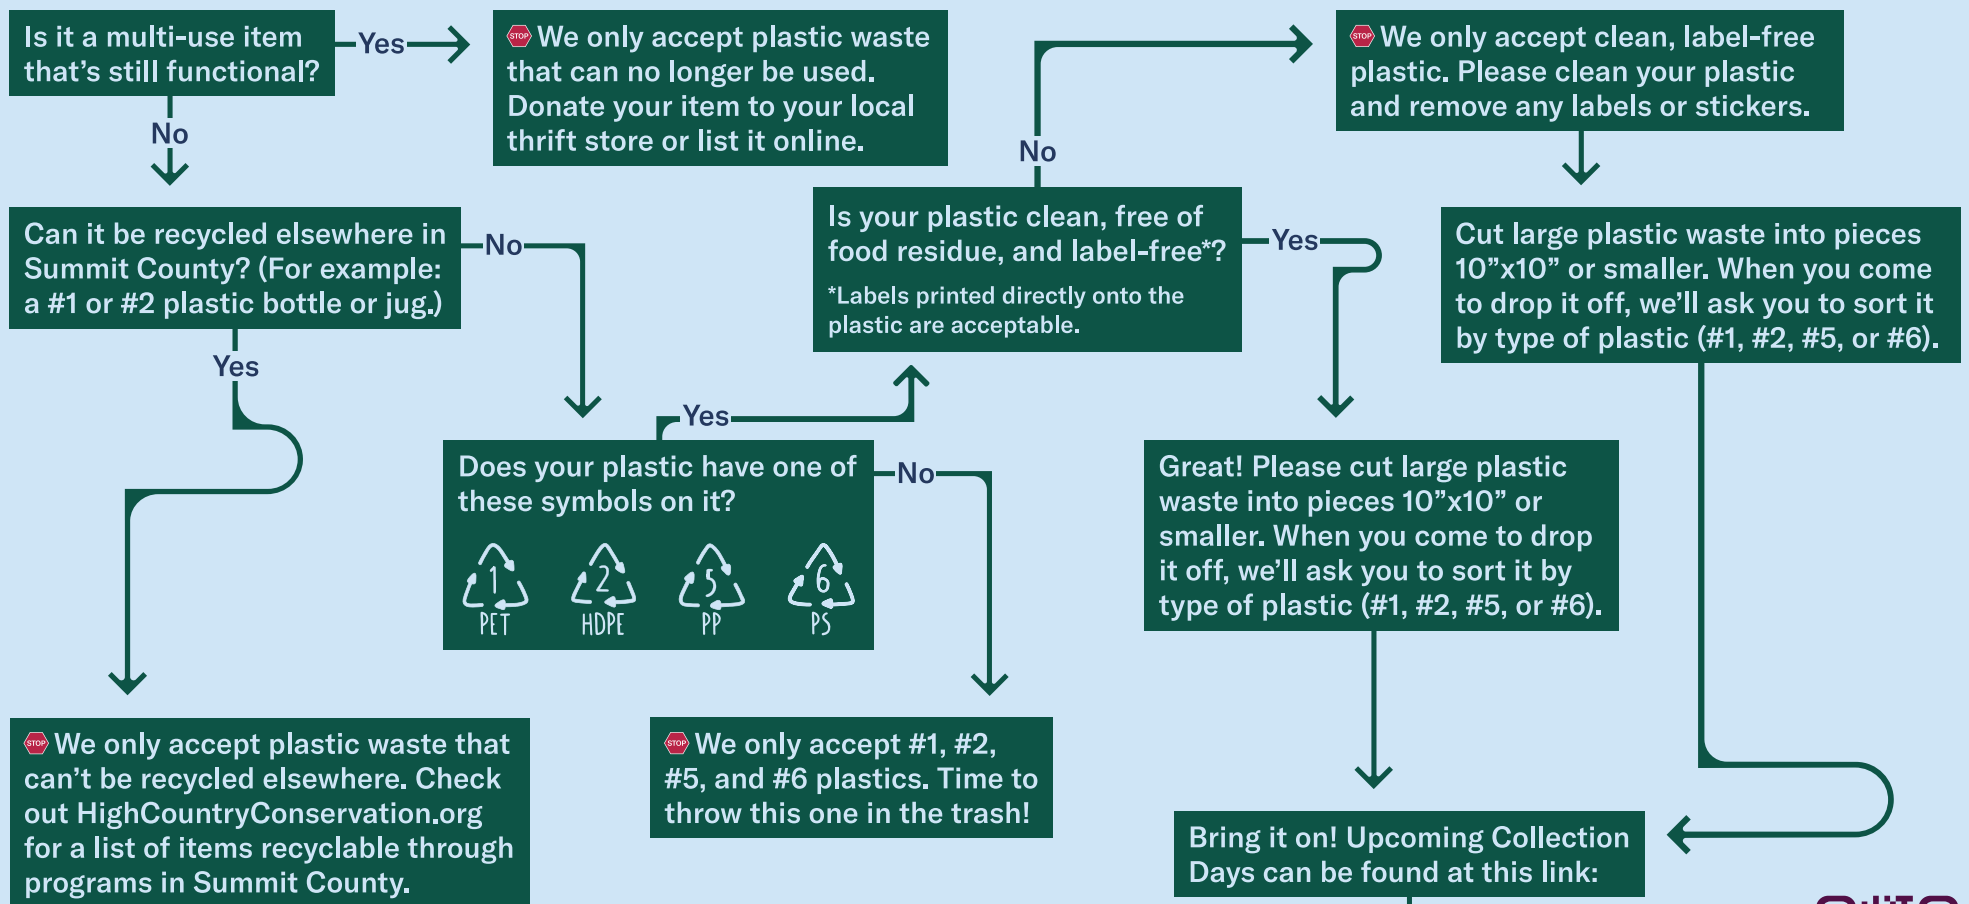 Is it a multi-use item
that's still functional?
Yes
STOP We only accept plastic waste
that can no longer be used.
Donate your item to your local
thrift store or list it online.
No
Can it be recycled elsewhere in
Summit County? (For example:
a #1 or #2 plastic bottle or jug.)
No
Yes
Does your plastic have one of
these symbols on it?
1 2 5 6
PET HDPE PP PS
Yes
No
Is your plastic clean, free of
food residue, and label-free*?
*Labels printed directly onto the
plastic are acceptable.
No
Yes
STOP We only accept clean, label-free
plastic. Please clean your plastic
and remove any labels or stickers.
Cut large plastic waste into pieces
10”x10” or smaller. When you come
to drop it off, we’ll ask you to sort it
by type of plastic (#1, #2, #5, or #6).
Great! Please cut large plastic
waste into pieces 10”x10” or
smaller. When you come to drop
it off, we’ll ask you to sort it by
type of plastic (#1, #2, #5, or #6).
STOP We only accept plastic waste that
can’t be recycled elsewhere. Check
out HighCountryConservation.org
for a list of items recyclable through
programs in Summit County.
STOP We only accept #1, #2,
#5, and #6 plastics. Time to
throw this one in the trash!
Bring it on! Upcoming Collection
Days can be found at this link: